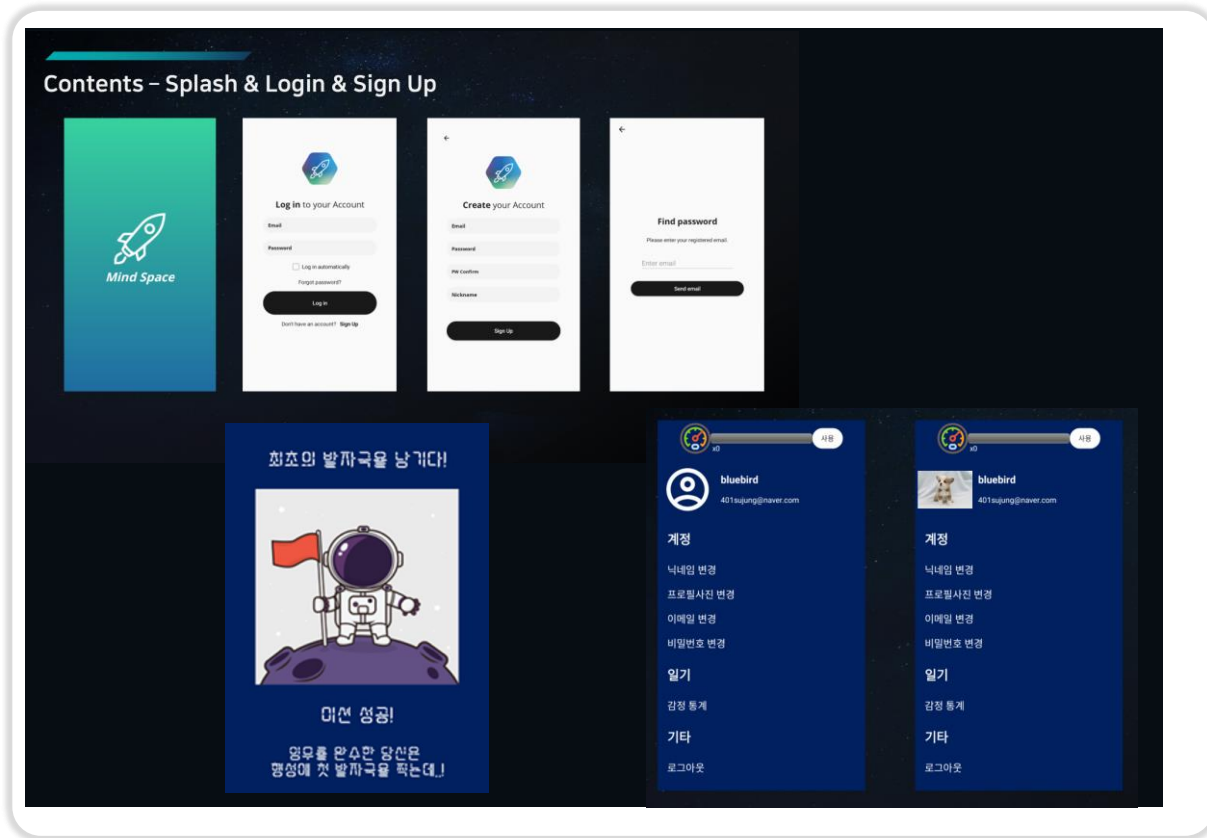 Contents – Splash & Login & Sign Up
Mind Space
Log in to your Account
Email
Password
Log in automatically
Forgot password?
Log in
Don't have an account? Sign Up
Create your Account
Email
Password
PW Confirm
Nickname
Sign Up
Find password
Please enter your registered email.
Enter email
Send email
최초의 발자국을 남기다!
미션 성공!
임무를 완수한 당신은
행성에 첫 발자국을 찍는데..!
x0
사용
bluebird
401sujung@naver.com
계정
닉네임 변경
프로필사진 변경
이메일 변경
비밀번호 변경
일기
감정 통계
기타
로그아웃
x0
사용
bluebird
401sujung@naver.com
계정
닉네임 변경
프로필사진 변경
이메일 변경
비밀번호 변경
일기
감정 통계
기타
로그아웃